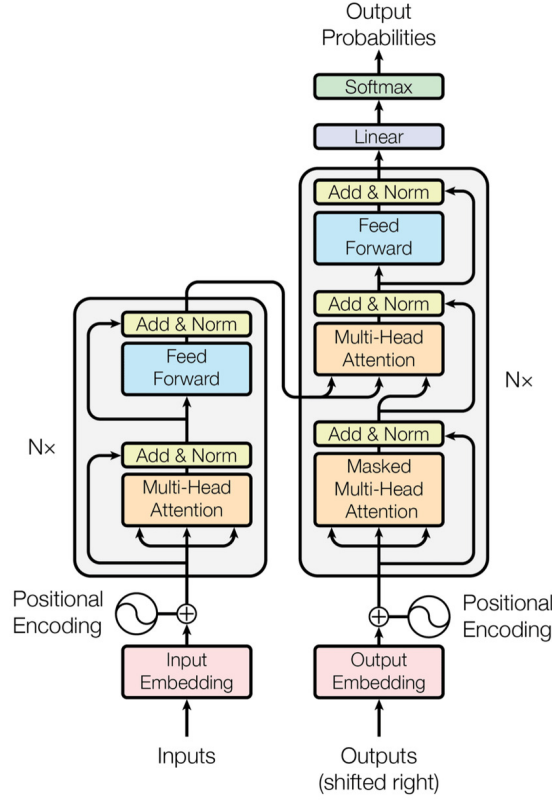 Output
Probabilities
Softmax
Linear
Add & Norm
Feed
Forward
Add & Norm
Multi-Head
Attention
N×
Add & Norm
Masked
Multi-Head
Attention
Add & Norm
Feed
Forward
N×
Add & Norm
Multi-Head
Attention
Positional
Encoding
Positional
Encoding
Input
Embedding
Output
Embedding
Inputs
Outputs
(shifted right)